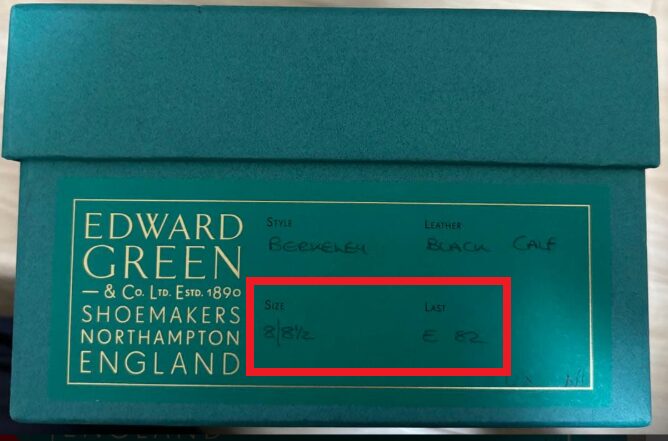 EDWARD
GREEN
— & Co. Ltd. Estd. 1890
SHOEMAKERS
NORTHAMPTON
ENGLAND
STYLE
BERKELEY
LEATHER
BLACK CALF
SIZE
8/8½
LAST
E 82
ENGLAND